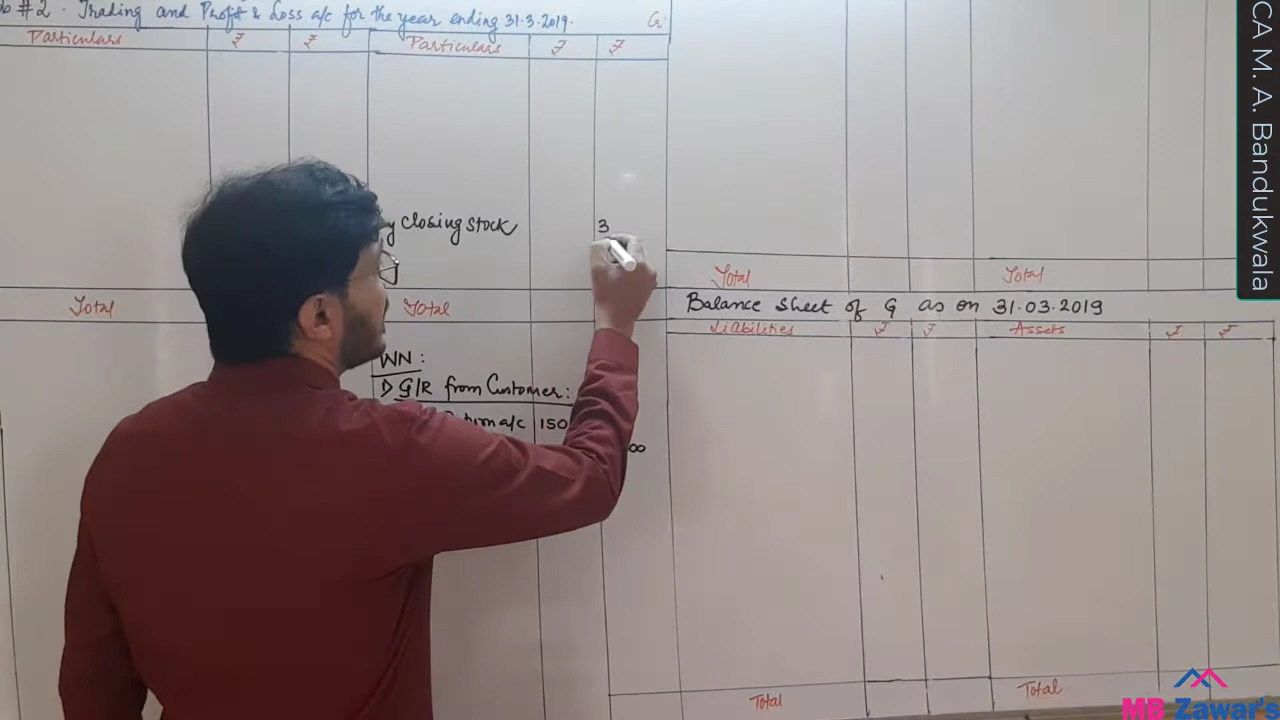 #2. Trading and Profit & Loss a/c for the year ending 31.3.2019. Cr.
Particulars ₹ ₹ Particulars ₹ ₹
closing stock 3
Total Total
WN:
1) G/R from Customer:
a/c 150
00
Total Total
Balance Sheet of G as on 31.03.2019
Liabilities ₹ ₹ Assets ₹ ₹
Total Total
CA M. A. Bandukwala
MB Zawar's